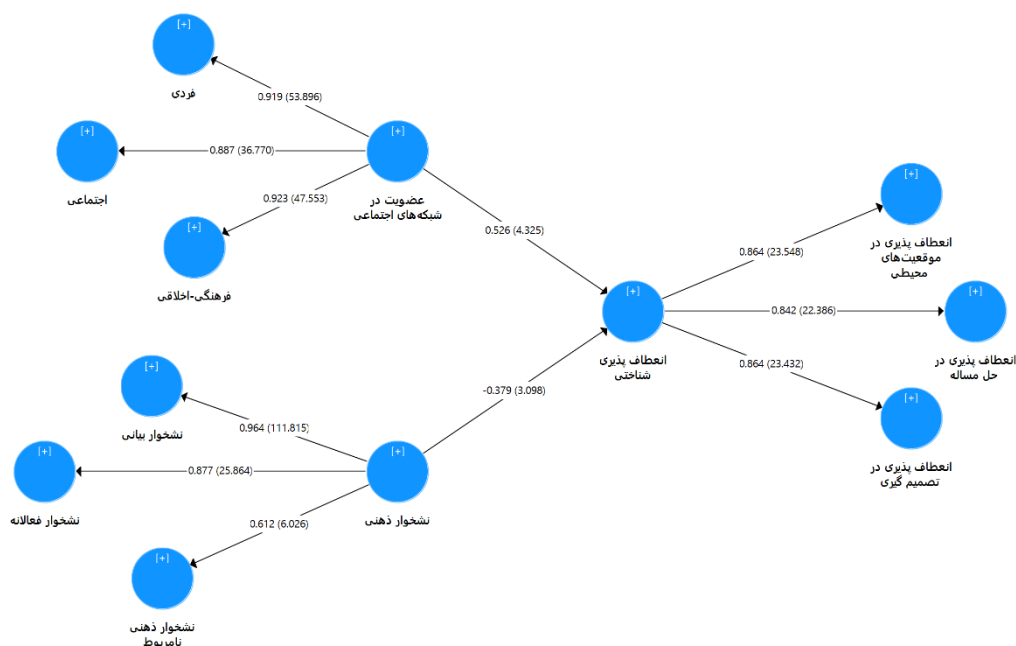 [+]
فردی
0.919 (53.896)
[+]
اجتماعی
0.887 (36.770)
[+]
عضویت در
شبکه‌های اجتماعی
0.923 (47.553)
[+]
فرهنگی-اخلاقی
0.526 (4.325)
[+]
انعطاف پذیری در
موقعیت‌های
محیطی
0.864 (23.548)
[+]
انعطاف پذیری
شناختی
0.842 (22.386)
[+]
انعطاف پذیری در
حل مساله
0.864 (23.432)
[+]
انعطاف پذیری در
تصمیم گیری
-0.379 (3.098)
[+]
نشخوار بیانی
0.964 (111.815)
[+]
نشخوار فعالانه
0.877 (25.864)
[+]
نشخوار ذهنی
0.612 (6.026)
[+]
نشخوار ذهنی
نامربوط